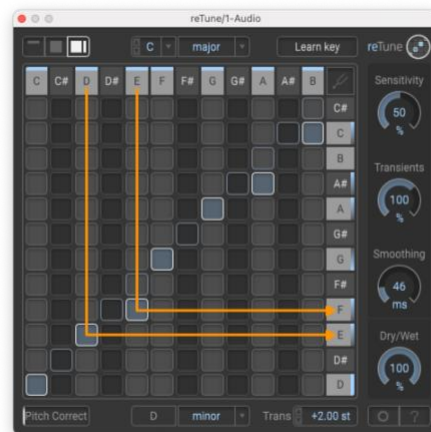 reTune/1-Audio
C major Learn key reTune
C C# D D# E F F# G G# A A# B
Sensitivity
C#
50
%
C
B
Transients
A#
100
%
A
G#
Smoothing
G
46
ms
F#
F
Dry/Wet
E
100
%
D#
D
Pitch Correct D minor Trans +2.00 st ?